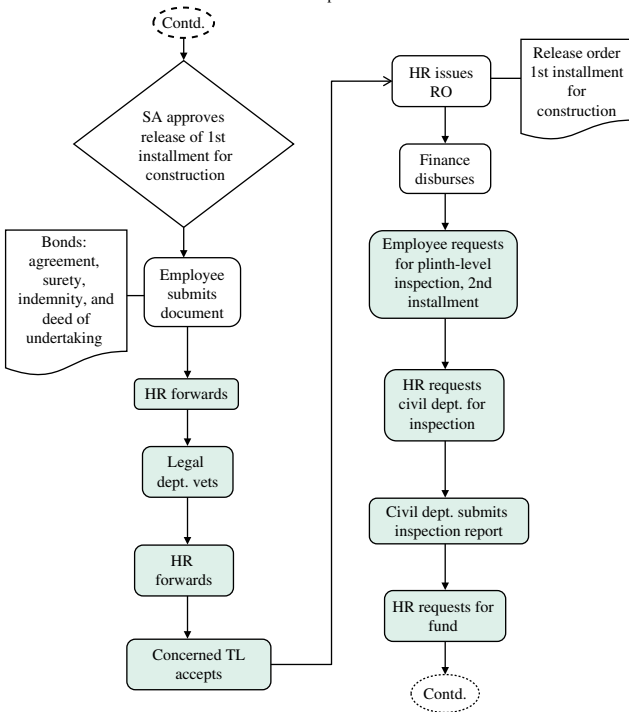 Contd.
SA approves
release of 1st
installment for
construction
Bonds:
agreement,
surety,
indemnity, and
deed of
undertaking
Employee
submits
document
HR forwards
Legal
dept. vets
HR
forwards
Concerned TL
accepts
HR issues
RO
Release order
1st installment
for
construction
Finance
disburses
Employee requests
for plinth-level
inspection, 2nd
installment
HR requests
civil dept. for
inspection
Civil dept. submits
inspection report
HR requests for
fund
Contd.